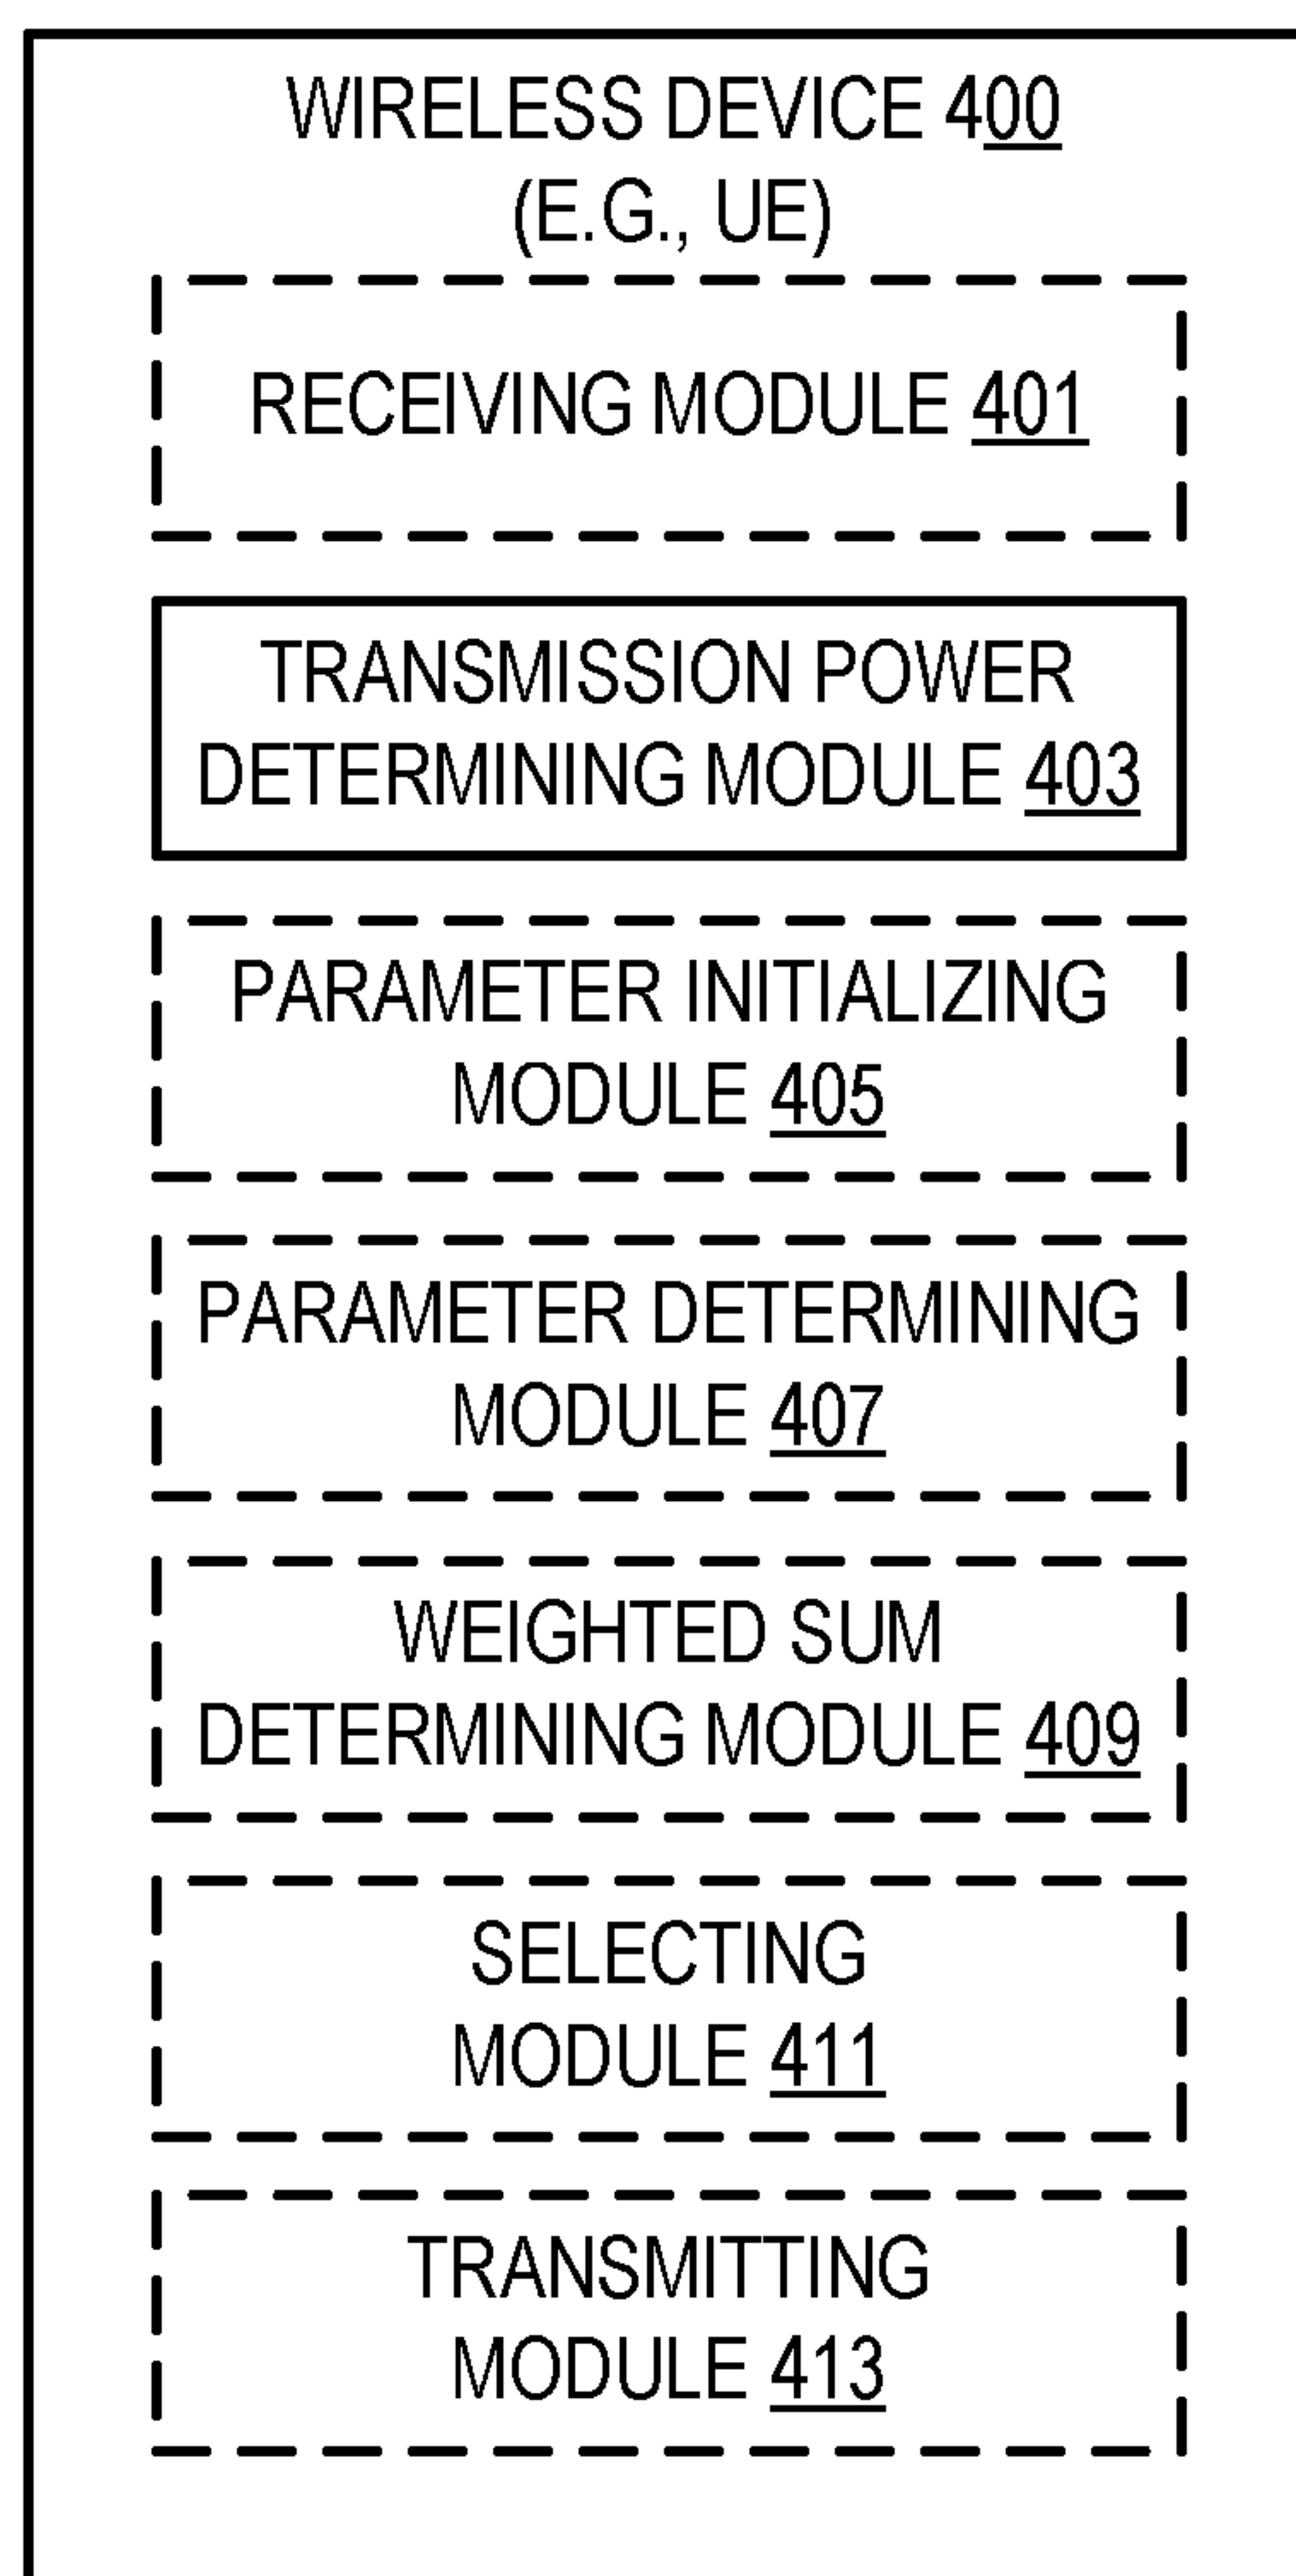 WIRELESS DEVICE 400
(E.G., UE)
RECEIVING MODULE 401
TRANSMISSION POWER
DETERMINING MODULE 403
PARAMETER INITIALIZING
MODULE 405
PARAMETER DETERMINING
MODULE 407
WEIGHTED SUM
DETERMINING MODULE 409
SELECTING
MODULE 411
TRANSMITTING
MODULE 413